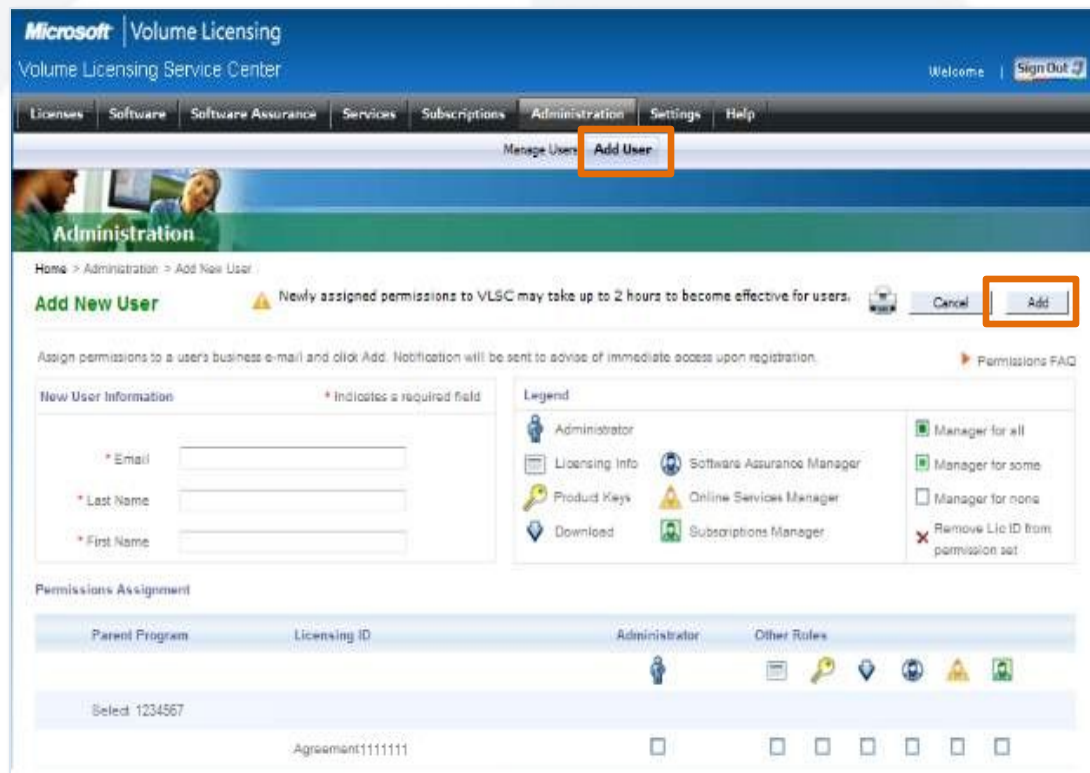 Microsoft | Volume Licensing
Volume Licensing Service Center
Welcome | Sign Out
Licenses Software Software Assurance Services Subscriptions Administration Settings Help
Manage Users Add User
Administration
Home > Administration > Add New User
Add New User
Newly assigned permissions to VLSC may take up to 2 hours to become effective for users.
Cancel
Add
Assign permissions to a user's business e-mail and click Add. Notification will be sent to advise of immediate access upon registration.
Permissions FAQ
New User Information
* Indicates a required field
* Email
* Last Name
* First Name
Legend
Administrator
Licensing Info
Software Assurance Manager
Product Keys
Online Services Manager
Download
Subscriptions Manager
Manager for all
Manager for some
Manager for none
Remove Lic ID from
permission set
Permissions Assignment
Parent Program Licensing ID Administrator Other Roles
Select 1234567
Agreement1111111